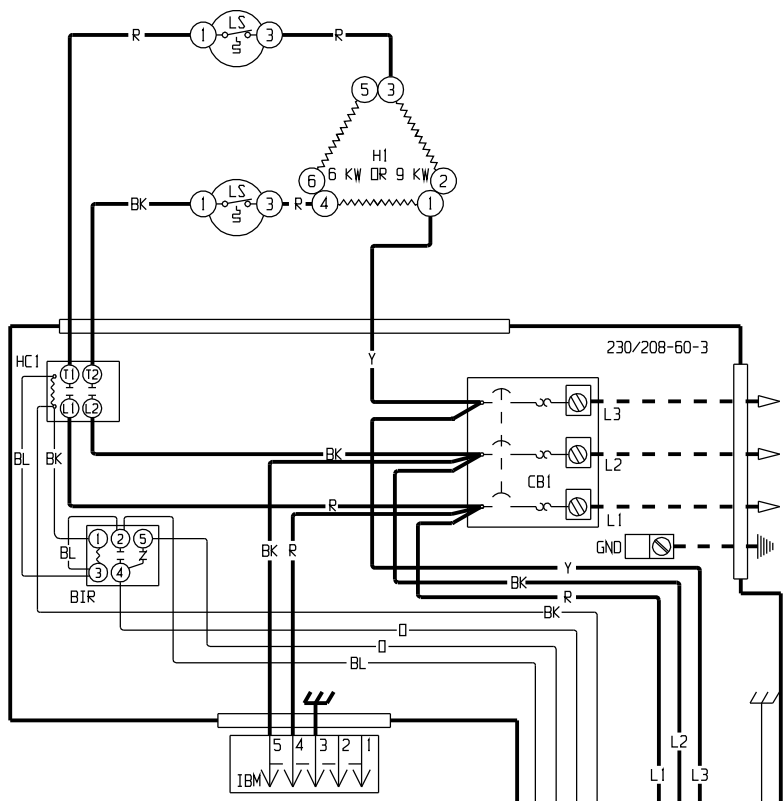 R
1 LS 3
R
5 3
H1
6 6 KW OR 9 KW 2
BK
1 LS 3
R
4 1
Y
230/208-60-3
HC1
T1 T2
L1 L2
L3
BL
BK
BK
L2
CB1
R
L1
1 2 5
BL
BK
R
GND
3 4
Y
BK
BIR
R
BK
O
O
BL
5 4 3 2 1
IBM
L2
L1
L3